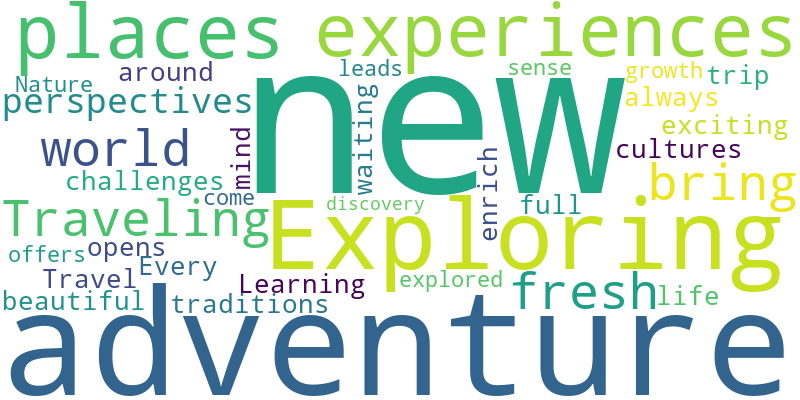 places
experiences
around
leads
sense
growth
trip
Nature
perspectives
new
always
waiting
exciting
world
mind
cultures
challenges
come
enrich
bring
discovery
full
Traveling
Exploring
offers
opens
Travel
Every
Learning
explored
fresh
life
beautiful
traditions
adventure